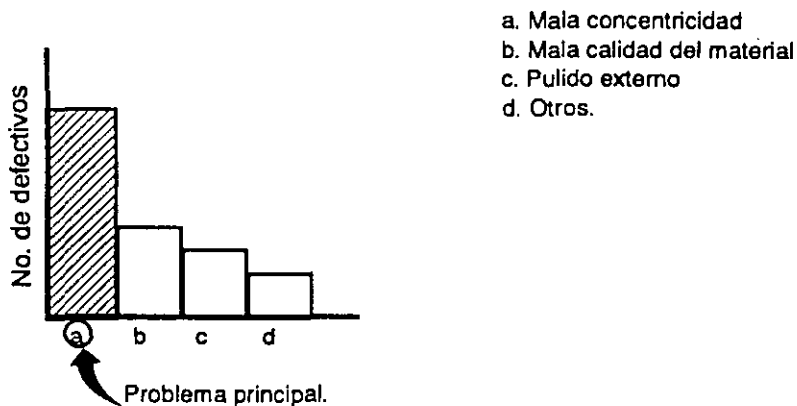 a. Mala concentricidad
b. Mala calidad del material
c. Pulido externo
d. Otros.
No. de defectivos
a b c d
Problema principal.